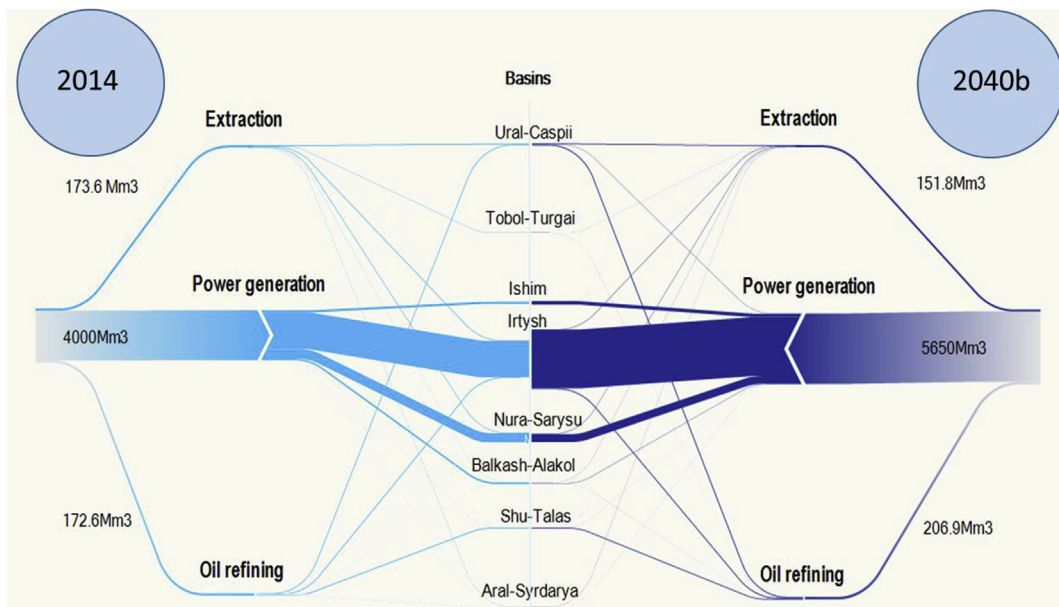 2014
2040b
Basins
Extraction
Extraction
Ural-Caspii
173.6 Mm3
151.8Mm3
Tobol-Turgai
Power generation
Power generation
Ishim
Irtysh
4000Mm3
5650Mm3
Nura-Sarysu
Balkash-Alakol
Shu-Talas
172.6Mm3
206.9Mm3
Oil refining
Oil refining
Aral-Syrdarya